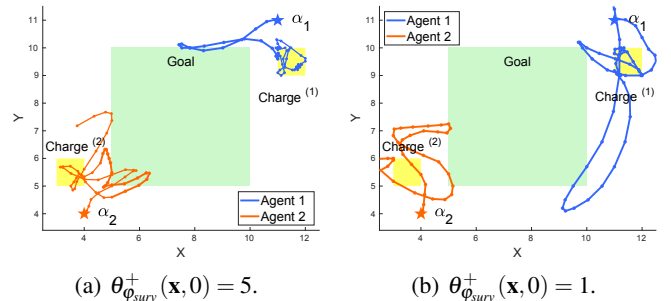 11
10
9
8
7
6
5
4
Y
4
6
8
10
12
X
α₁
Goal
Charge ⁽¹⁾
Charge ⁽²⁾
α₂
Agent 1
Agent 2
11
10
9
8
7
6
5
4
Y
4
6
8
10
12
X
Agent 1
Agent 2
α₁
Goal
Charge ⁽¹⁾
Charge ⁽²⁾
α₂
(a) θ⁺_φsurv(x,0) = 5.
(b) θ⁺_φsurv(x,0) = 1.